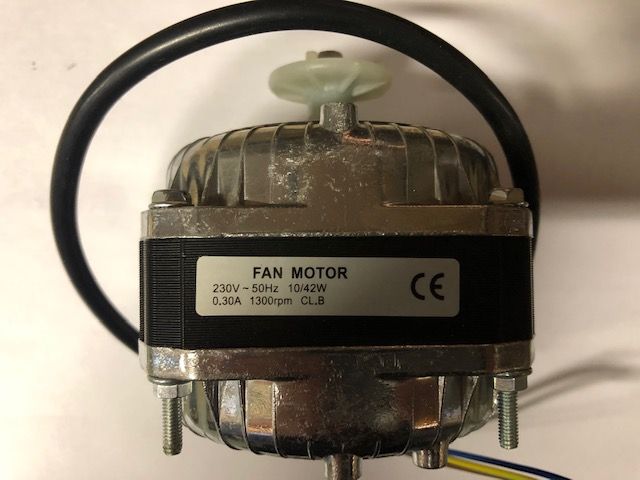 FAN MOTOR
230V ~ 50Hz 10/42W
0.30A 1300rpm CL.B
CE